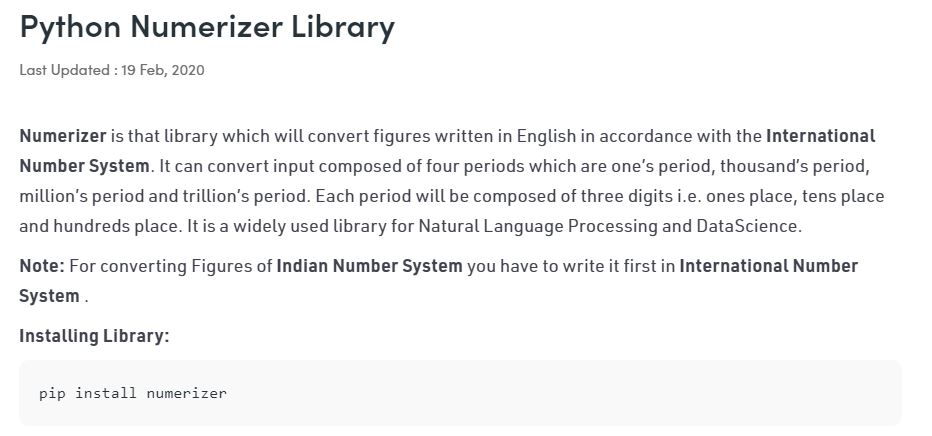 Python Numerizer Library
Last Updated : 19 Feb, 2020
Numerizer is that library which will convert figures written in English in accordance with the International
Number System. It can convert input composed of four periods which are one's period, thousand's period,
million's period and trillion's period. Each period will be composed of three digits i.e. ones place, tens place
and hundreds place. It is a widely used library for Natural Language Processing and DataScience.
Note: For converting Figures of Indian Number System you have to write it first in International Number
System .
Installing Library:
pip install numerizer